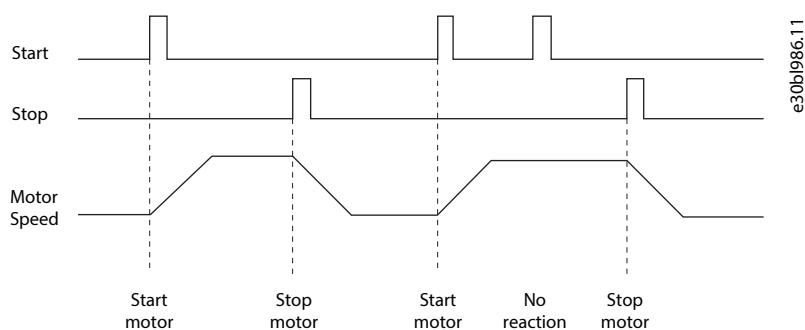 Start
e30bl986.11
Stop
Motor
Speed
Start
motor
Stop
motor
Start
motor
No
reaction
Stop
motor